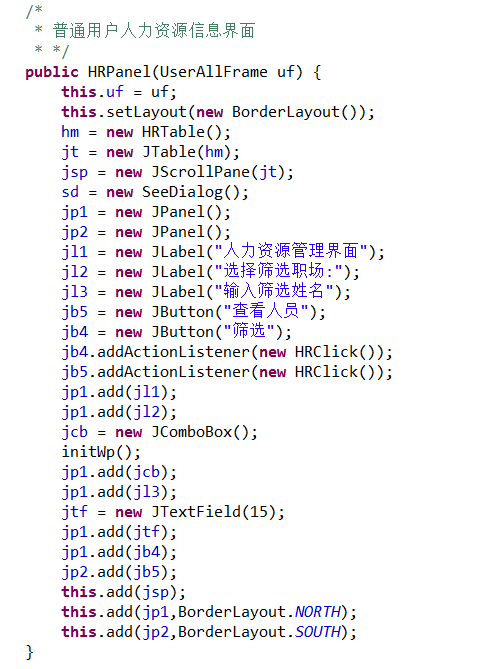 /*
 * 普通用户人力资源信息界面
 * */
public HRPanel(UserAllFrame uf) {
    this.uf = uf;
    this.setLayout(new BorderLayout());
    hm = new HRTable();
    jt = new JTable(hm);
    jsp = new JScrollPane(jt);
    sd = new SeeDialog();
    jp1 = new JPanel();
    jp2 = new JPanel();
    jl1 = new JLabel("人力资源管理界面");
    jl2 = new JLabel("选择筛选职场:");
    jl3 = new JLabel("输入筛选姓名");
    jb5 = new JButton("查看人员");
    jb4 = new JButton("筛选");
    jb4.addActionListener(new HRClick());
    jb5.addActionListener(new HRClick());
    jp1.add(jl1);
    jp1.add(jl2);
    jcb = new JComboBox();
    initWp();
    jp1.add(jcb);
    jp1.add(jl3);
    jtf = new JTextField(15);
    jp1.add(jtf);
    jp1.add(jb4);
    jp2.add(jb5);
    this.add(jsp);
    this.add(jp1,BorderLayout.NORTH);
    this.add(jp2,BorderLayout.SOUTH);
}